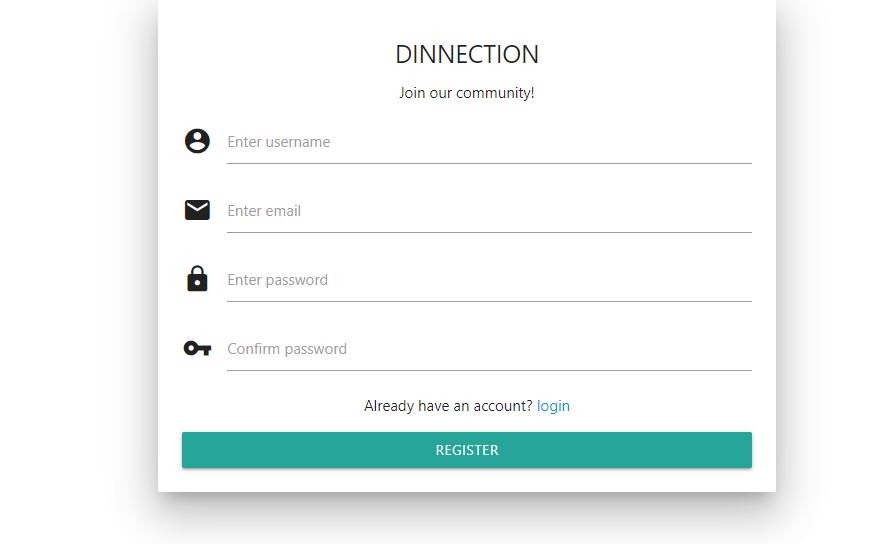 DINNECTION
Join our community!
Enter username
Enter email
Enter password
Confirm password
Already have an account? login
REGISTER